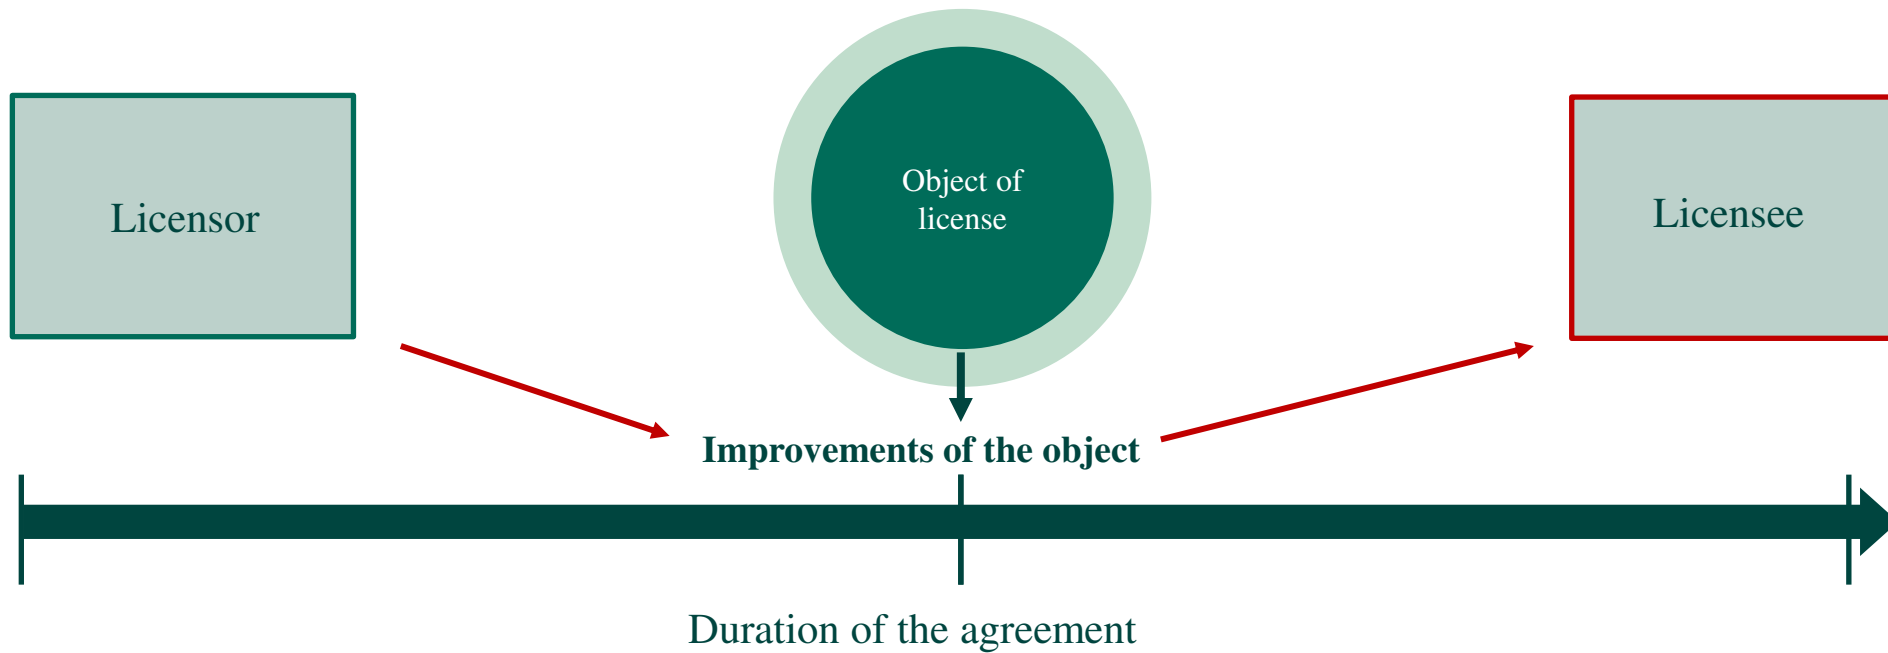 Licensor
Object of
license
Licensee
Improvements of the object
Duration of the agreement